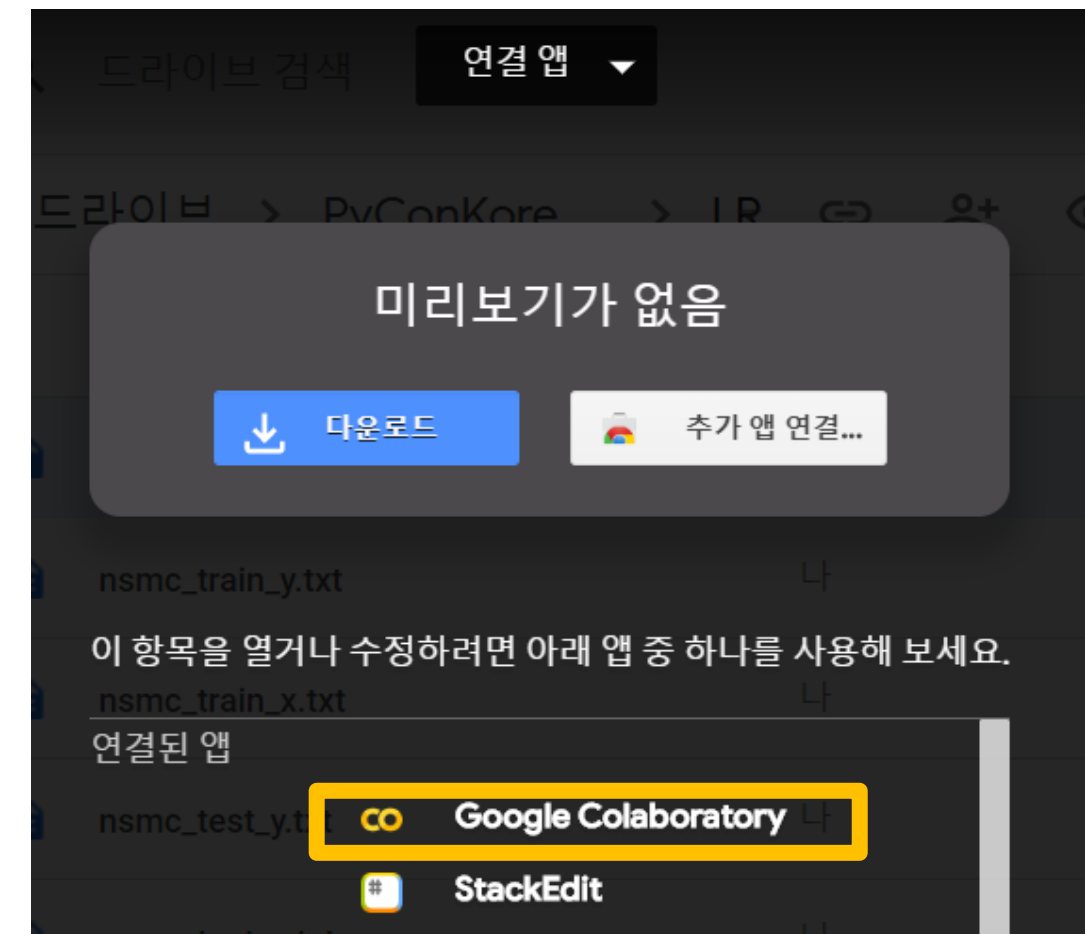 드라이브 검색
연결 앱
드라이브 > PyConKore > LR
미리보기가 없음
다운로드
추가 앱 연결...
nsmc_train_y.txt 나
이 항목을 열거나 수정하려면 아래 앱 중 하나를 사용해 보세요.
nsmc_train_x.txt 나
연결된 앱
nsmc_test_y.t 나
Google Colaboratory
StackEdit